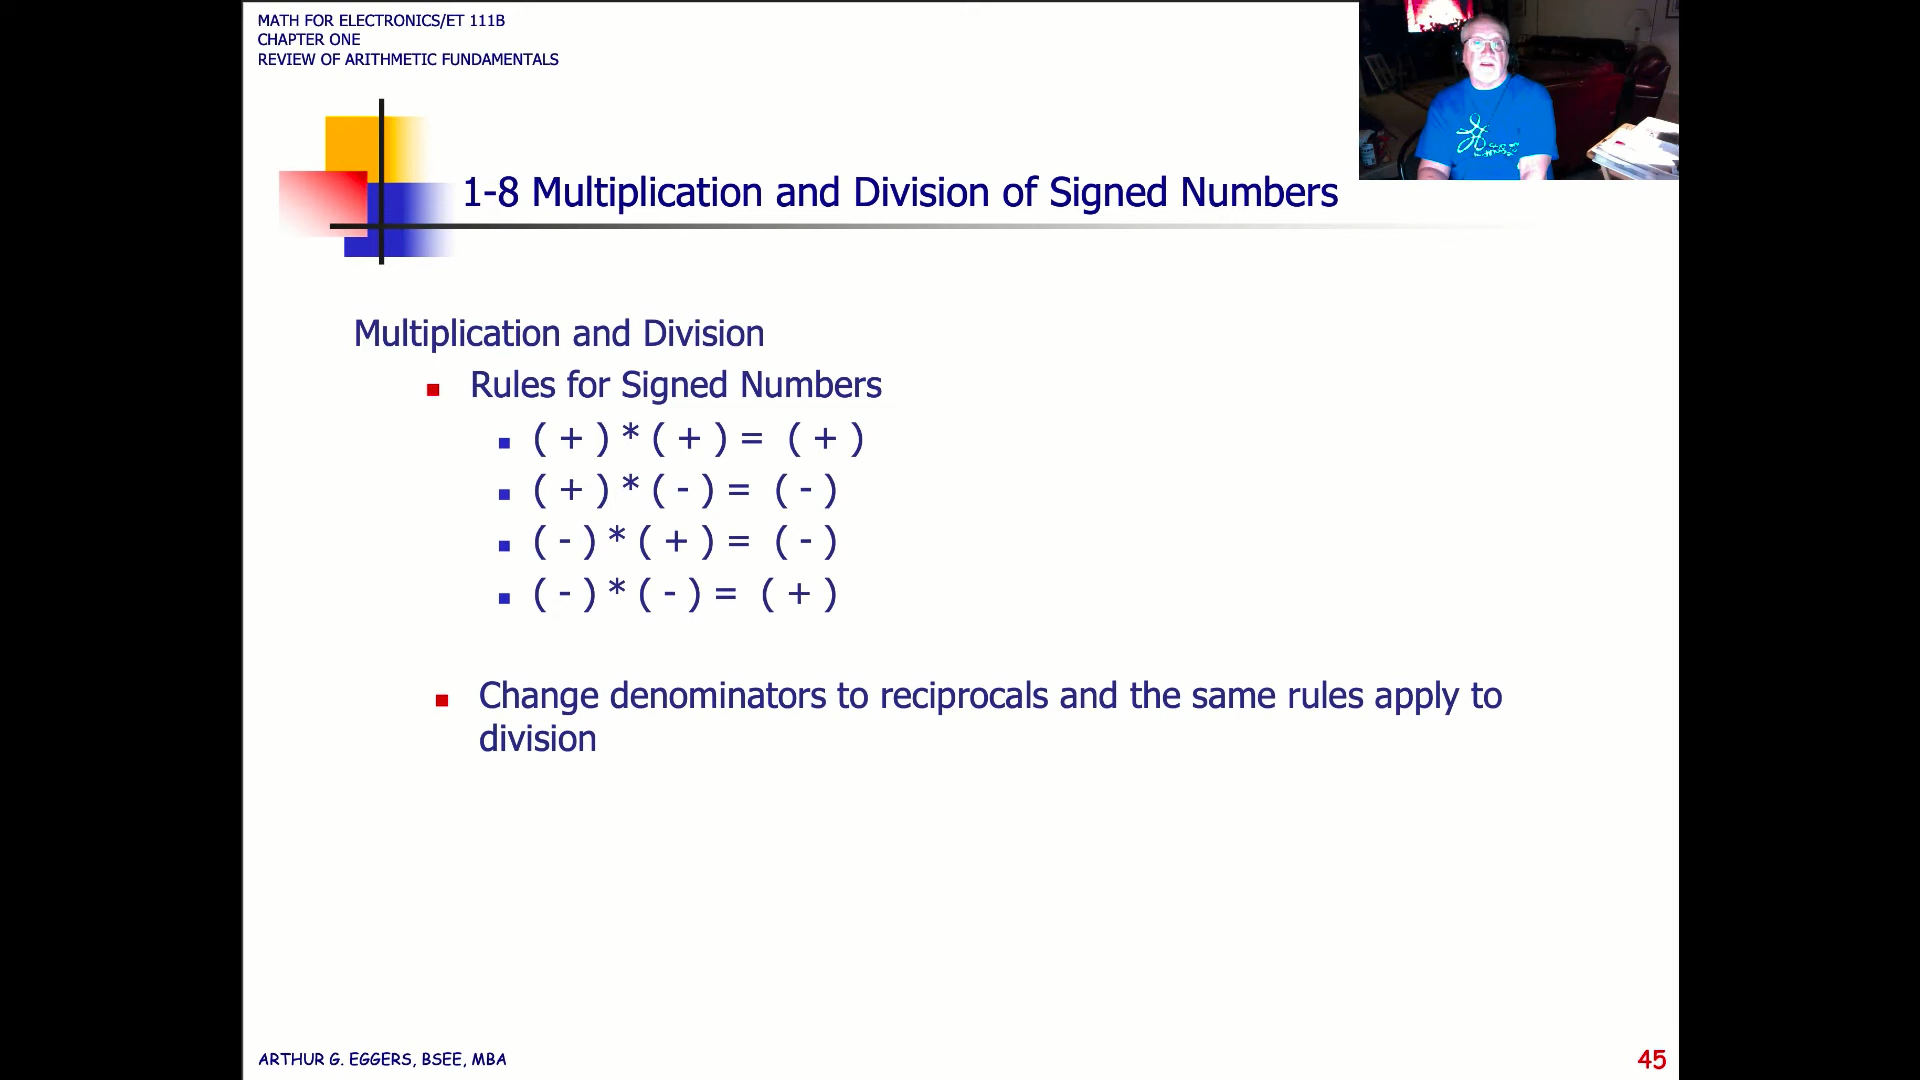 MATH FOR ELECTRONICS/ET 111B
CHAPTER ONE
REVIEW OF ARITHMETIC FUNDAMENTALS
1-8 Multiplication and Division of Signed Numbers
Multiplication and Division
Rules for Signed Numbers
( + ) * ( + ) = ( + )
( + ) * ( - ) = ( - )
( - ) * ( + ) = ( - )
( - ) * ( - ) = ( + )
Change denominators to reciprocals and the same rules apply to
division
ARTHUR G. EGGERS, BSEE, MBA
45